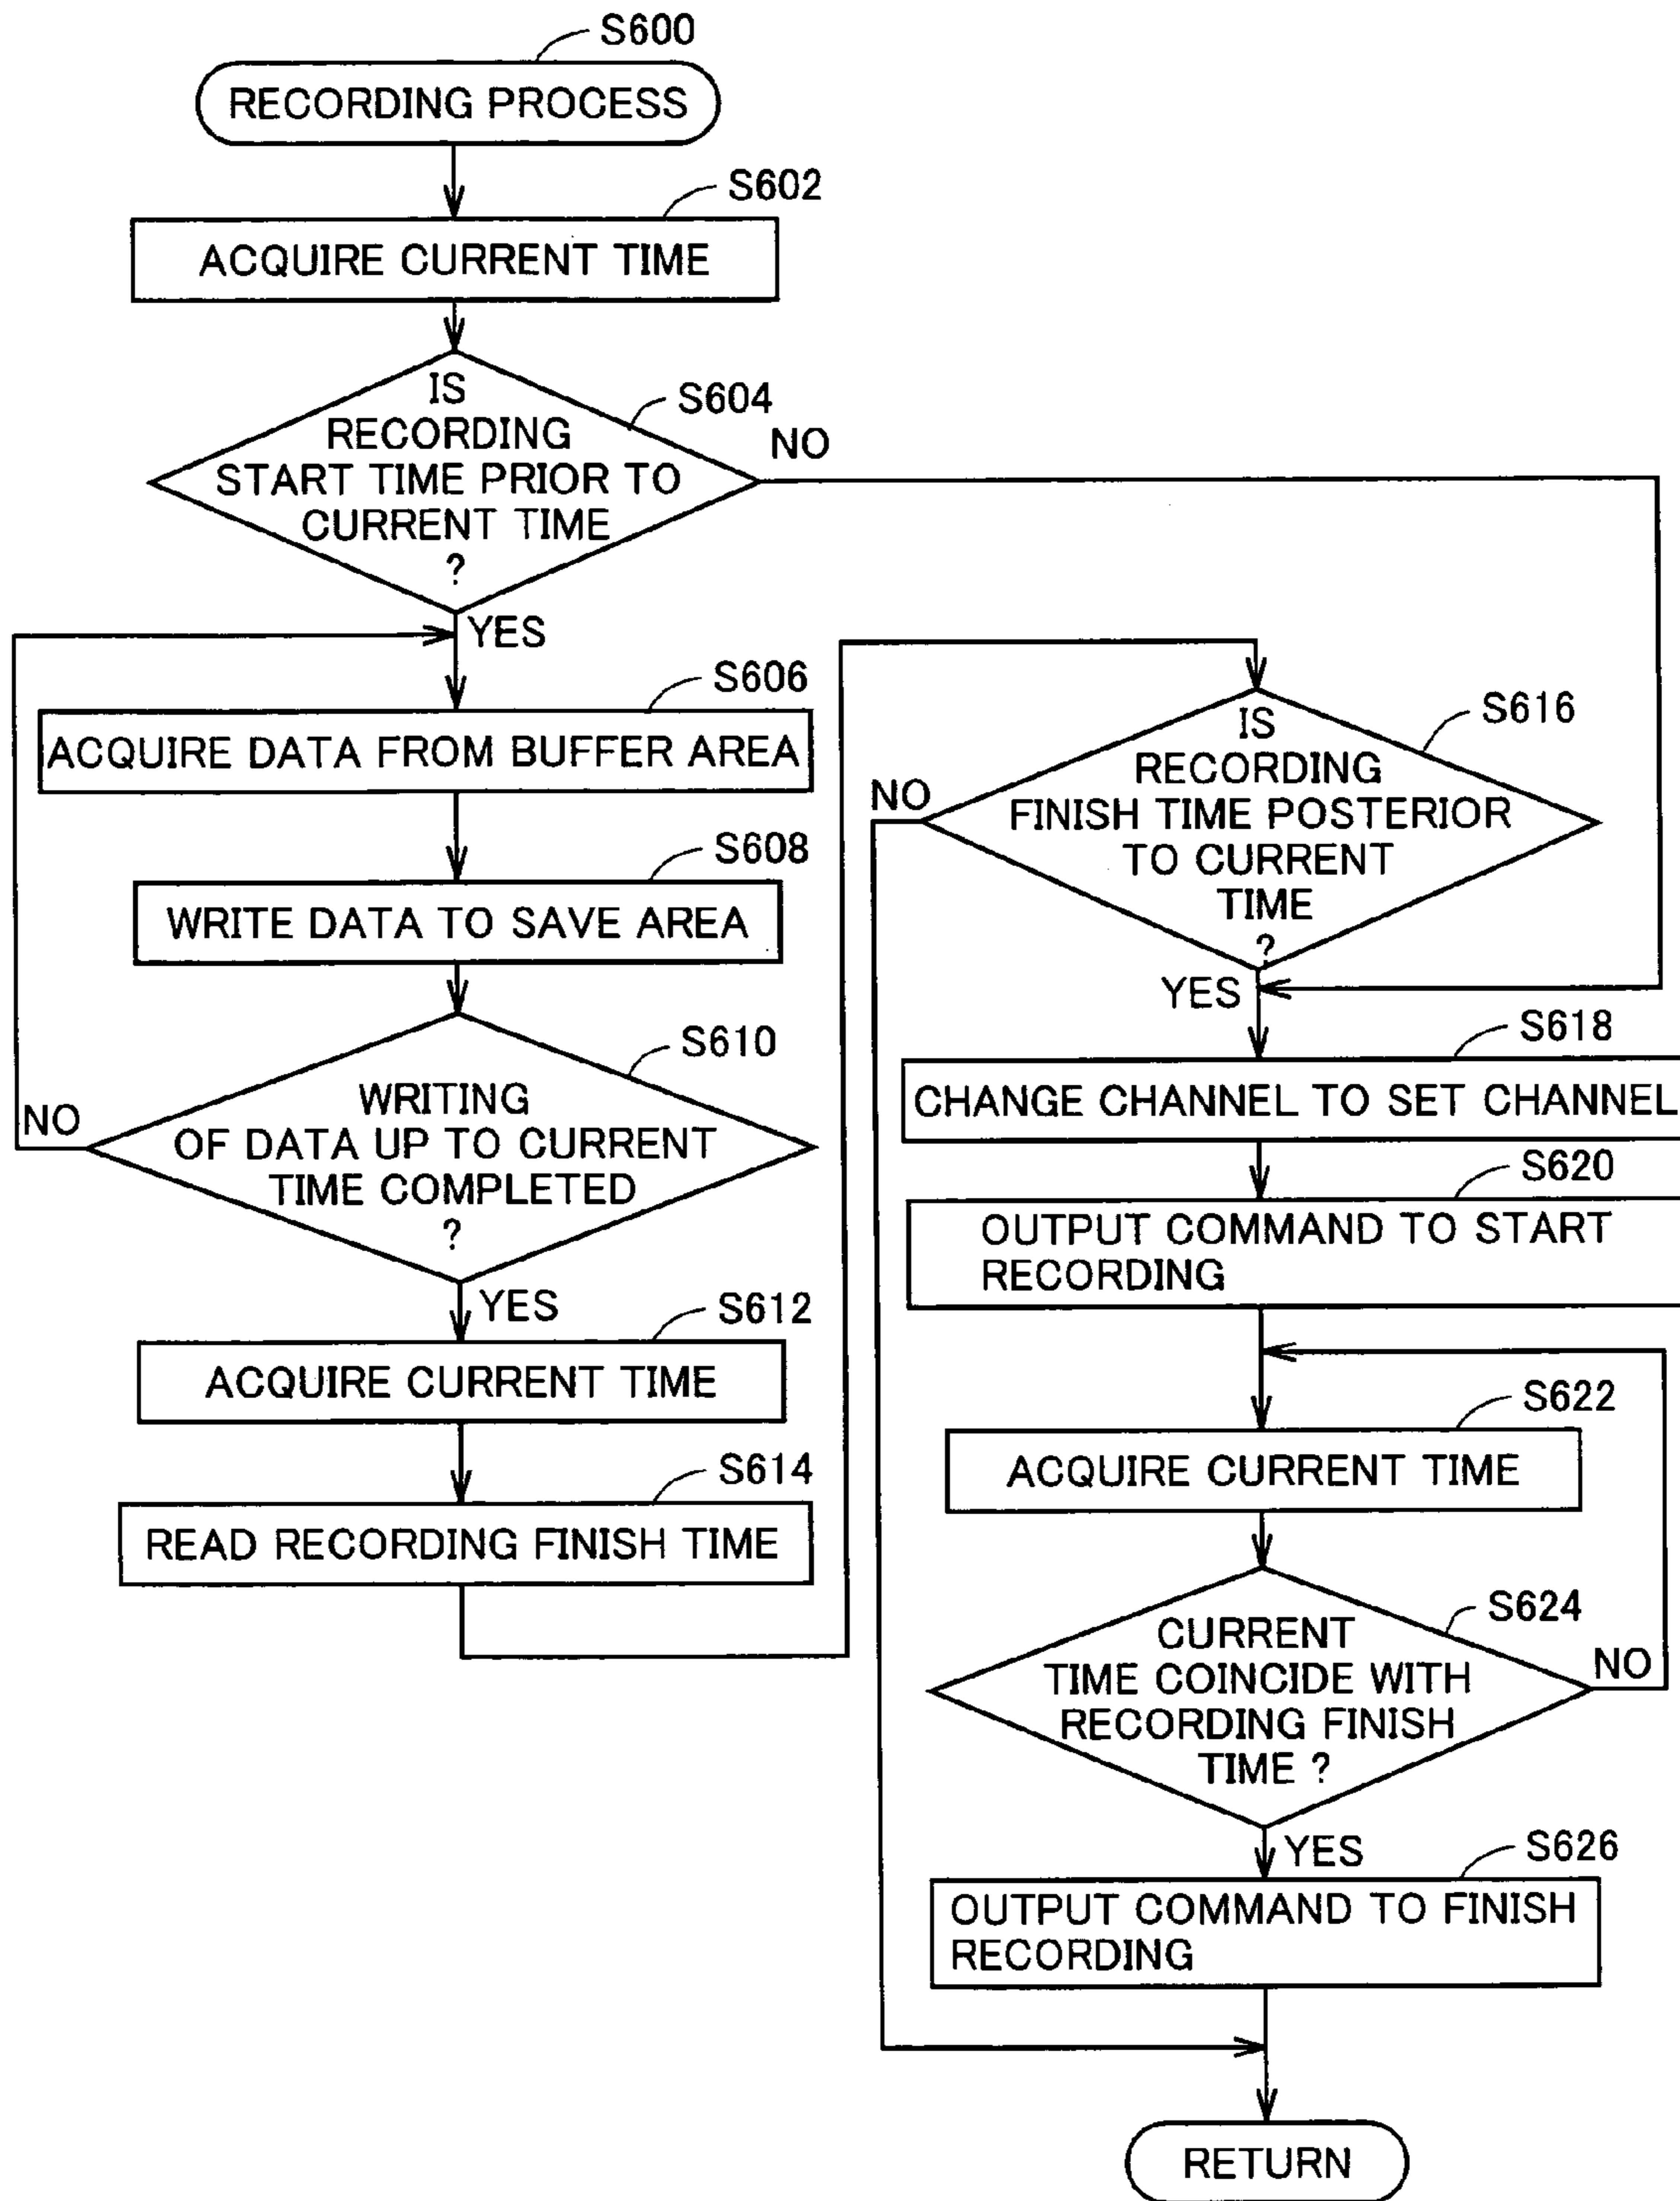 S600
RECORDING PROCESS
S602
ACQUIRE CURRENT TIME
S604
IS
RECORDING
START TIME PRIOR TO
CURRENT TIME
?
NO
YES
S606
ACQUIRE DATA FROM BUFFER AREA
S608
WRITE DATA TO SAVE AREA
S610
WRITING
OF DATA UP TO CURRENT
TIME COMPLETED
?
NO
YES
S612
ACQUIRE CURRENT TIME
S614
READ RECORDING FINISH TIME
S616
IS
RECORDING
FINISH TIME POSTERIOR
TO CURRENT
TIME
?
NO
YES
S618
CHANGE CHANNEL TO SET CHANNEL
S620
OUTPUT COMMAND TO START
RECORDING
S622
ACQUIRE CURRENT TIME
S624
CURRENT
TIME COINCIDE WITH
RECORDING FINISH
TIME ?
NO
YES
S626
OUTPUT COMMAND TO FINISH
RECORDING
RETURN